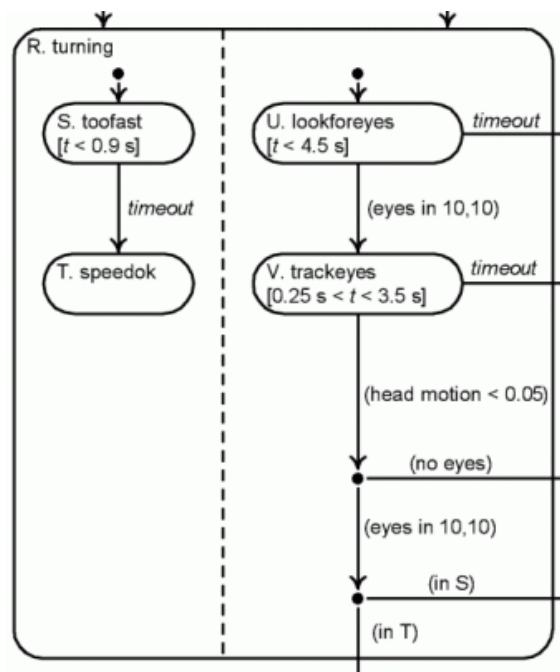 R. turning
S. toofast
[t < 0.9 s]
timeout
T. speedok
U. lookforeyes
[t < 4.5 s]
timeout
(eyes in 10,10)
V. trackeyes
[0.25 s < t < 3.5 s]
timeout
(head motion < 0.05)
(no eyes)
(eyes in 10,10)
(in S)
(in T)